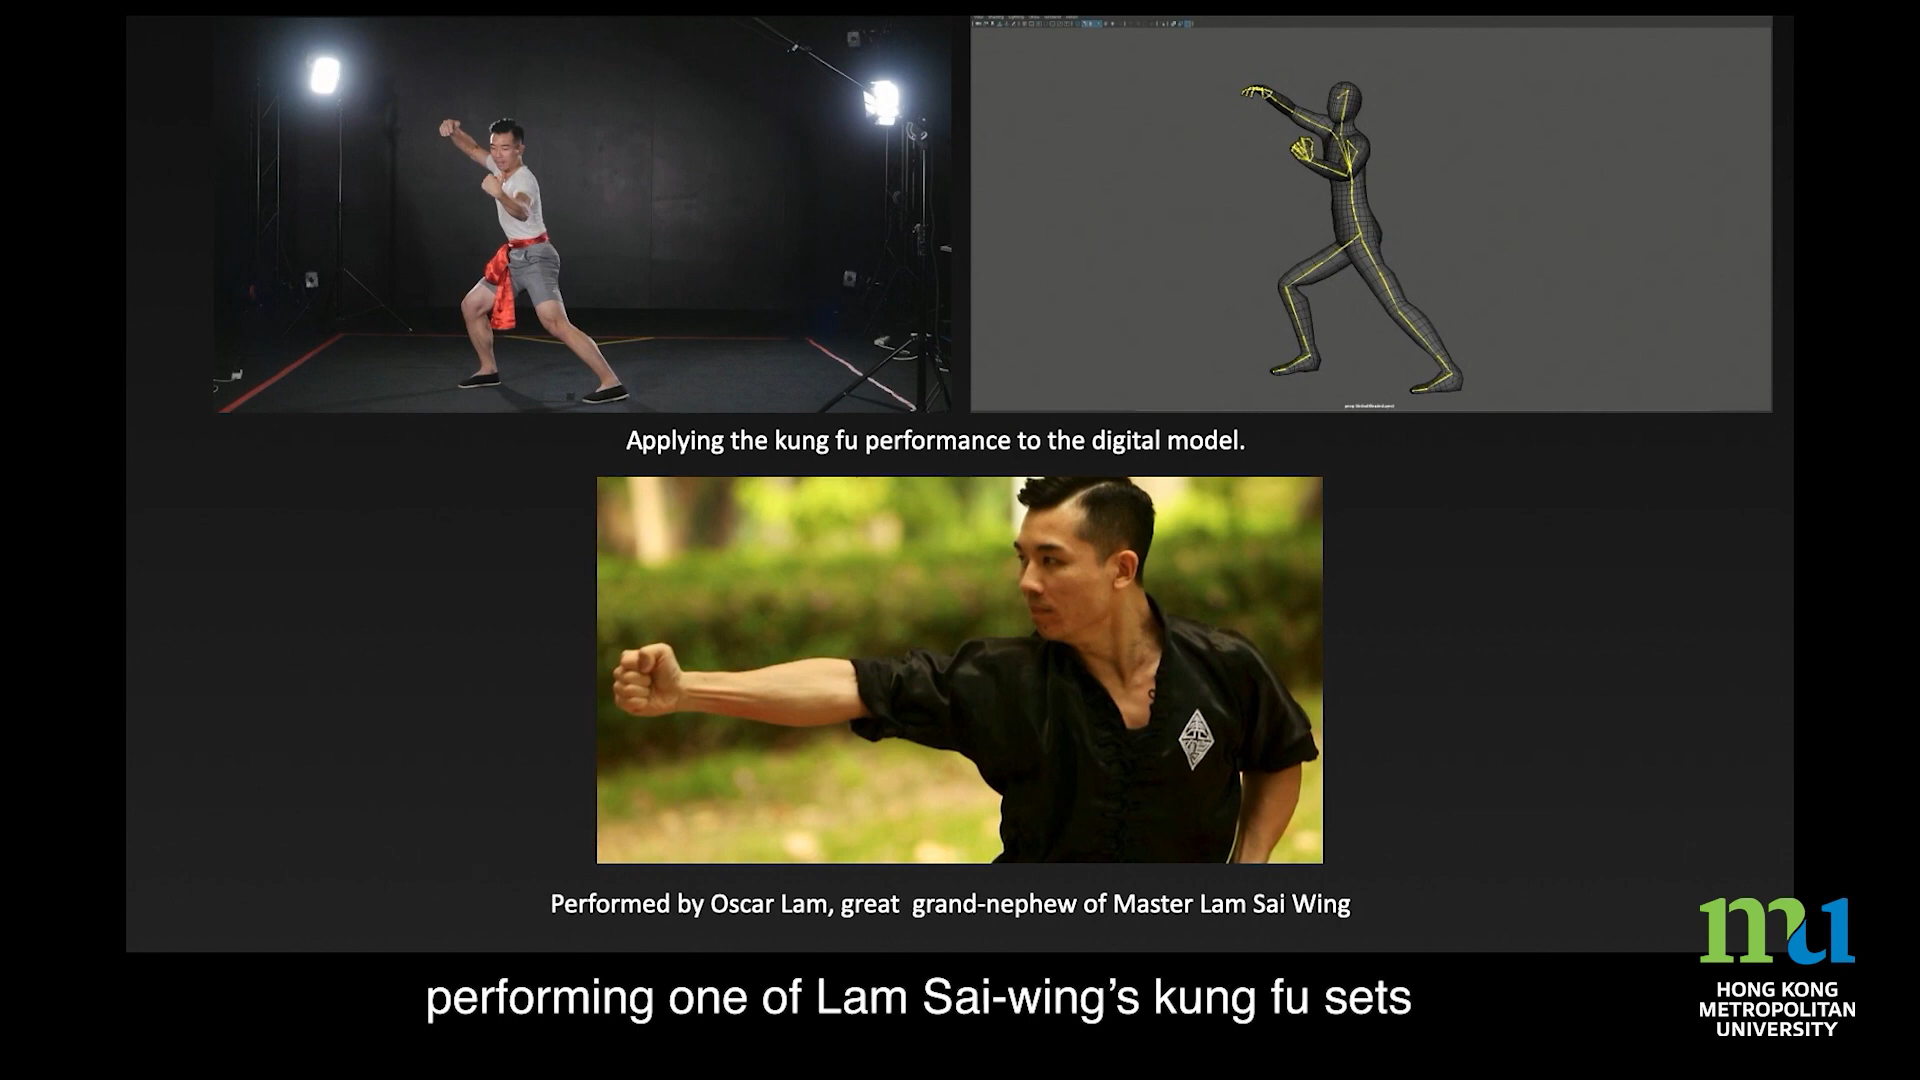 Applying the kung fu performance to the digital model.
Performed by Oscar Lam, great  grand-nephew of Master Lam Sai Wing
performing one of Lam Sai-wing’s kung fu sets
mu
HONG KONG
METROPOLITAN
UNIVERSITY